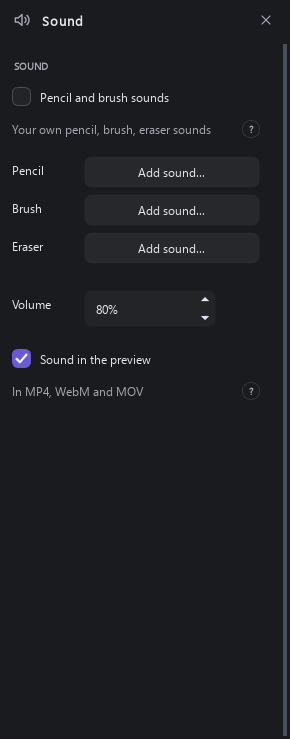 Sound
SOUND
Pencil and brush sounds
Your own pencil, brush, eraser sounds
?
Pencil
Add sound...
Brush
Add sound...
Eraser
Add sound...
Volume
80%
Sound in the preview
In MP4, WebM and MOV
?